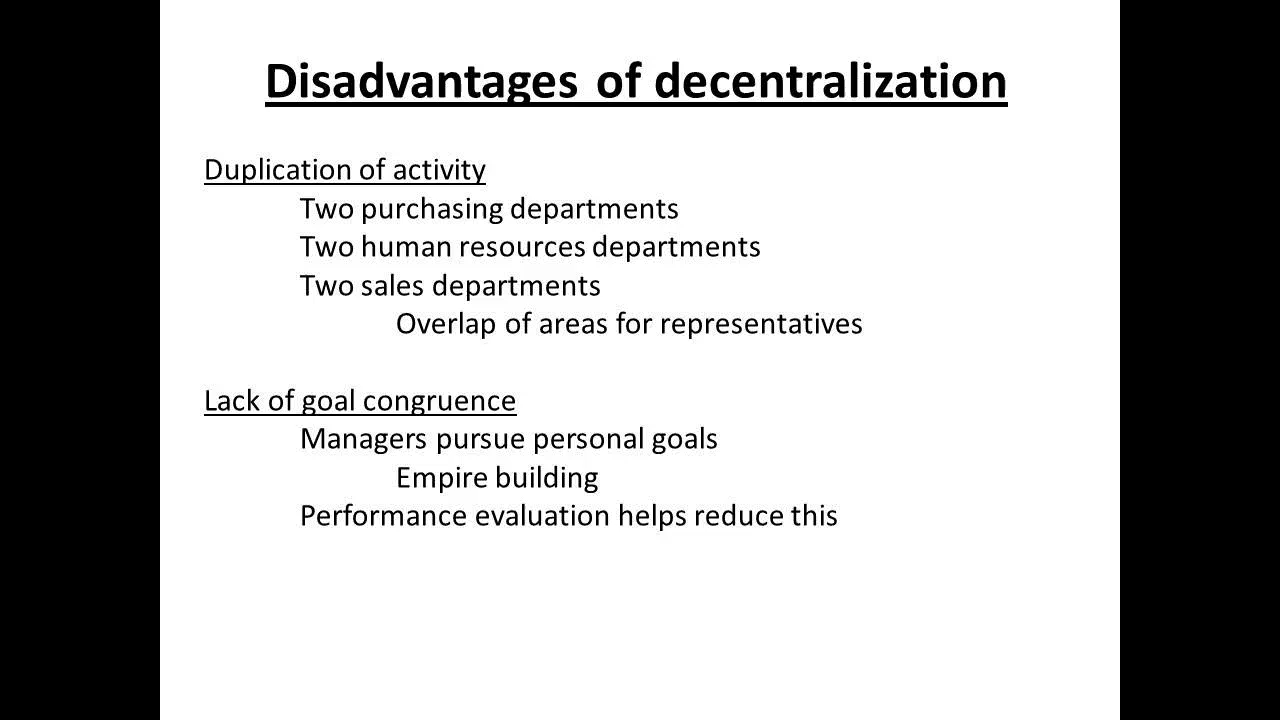 Disadvantages of decentralization
Duplication of activity
Two purchasing departments
Two human resources departments
Two sales departments
Overlap of areas for representatives
Lack of goal congruence
Managers pursue personal goals
Empire building
Performance evaluation helps reduce this